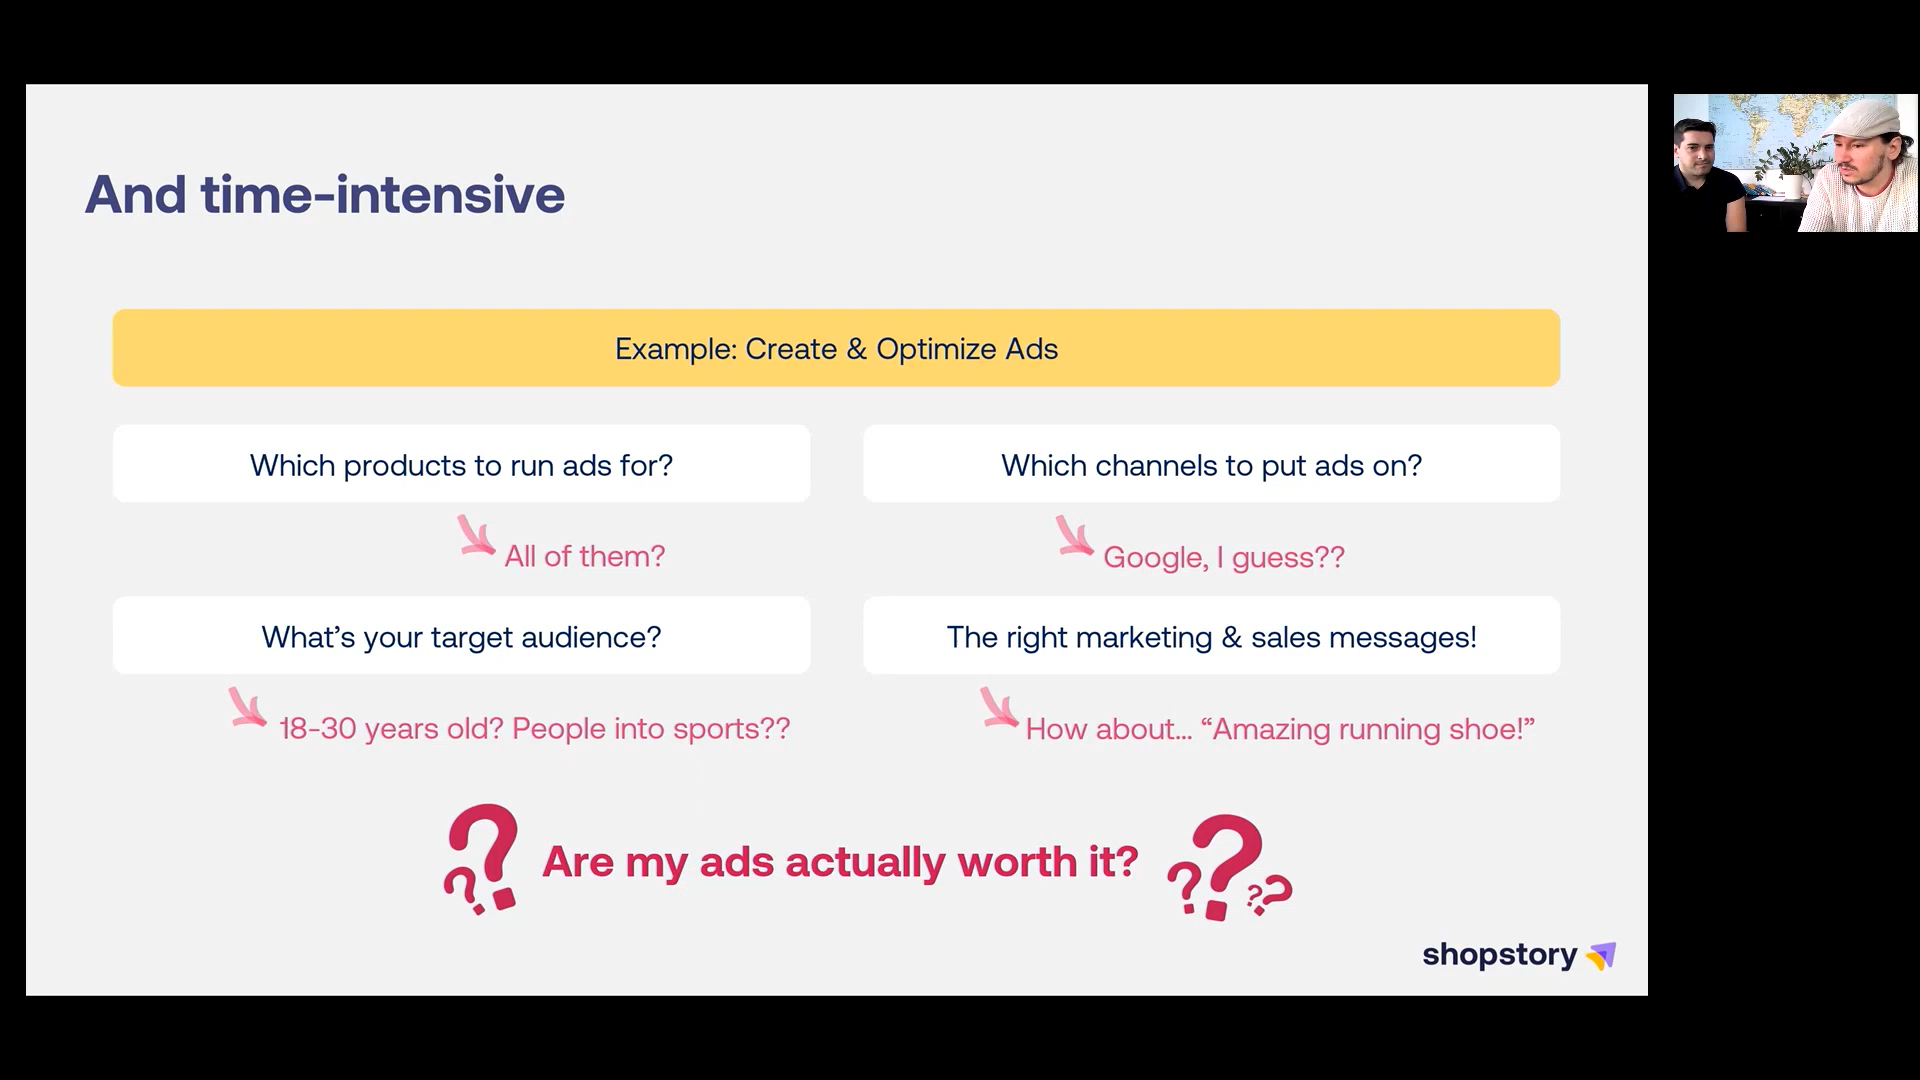 And time-intensive
Example: Create & Optimize Ads
Which products to run ads for?
Which channels to put ads on?
All of them?
Google, I guess??
What’s your target audience?
The right marketing & sales messages!
18-30 years old? People into sports??
How about... “Amazing running shoe!”
Are my ads actually worth it?
shopstory